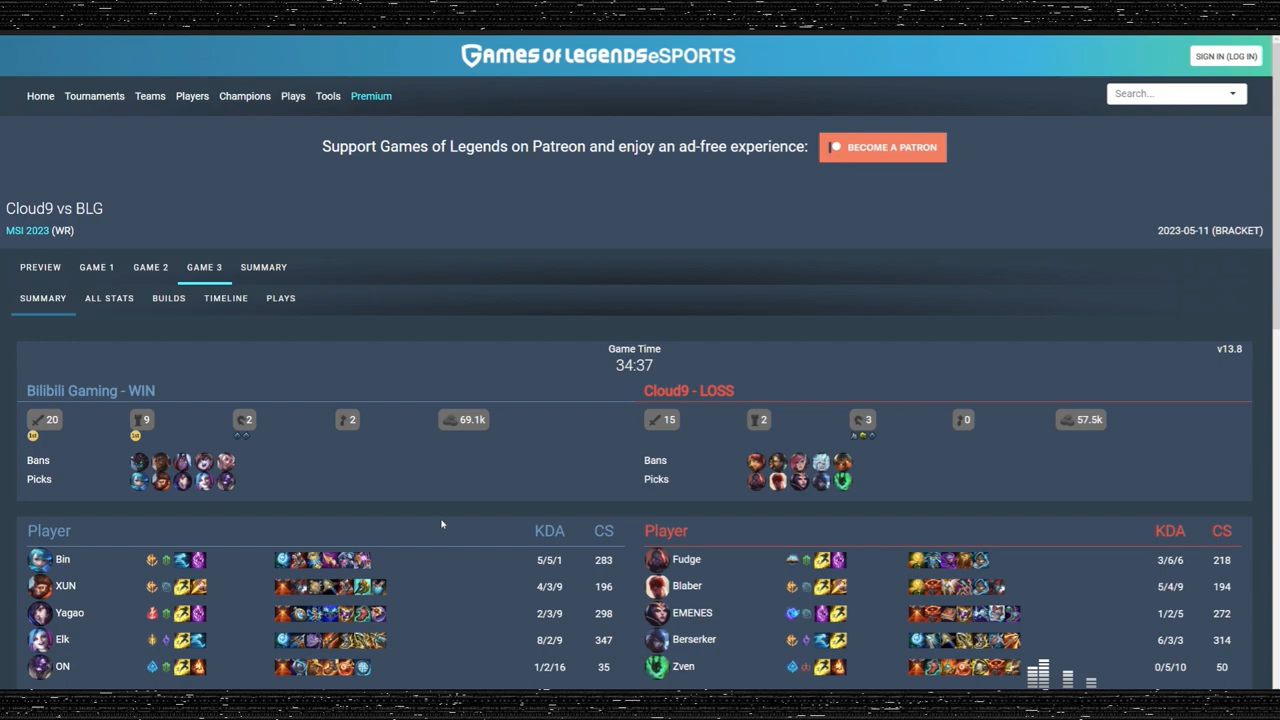 GAMES OF LEGENDS eSPORTS
SIGN IN (LOG IN)
Home Tournaments Teams Players Champions Plays Tools Premium
Search...
Support Games of Legends on Patreon and enjoy an ad-free experience:
BECOME A PATRON
Cloud9 vs BLG
MSI 2023 (WR)
2023-05-11 (BRACKET)
PREVIEW GAME 1 GAME 2 GAME 3 SUMMARY
SUMMARY ALL STATS BUILDS TIMELINE PLAYS
Game Time
v13.8
34:37
Bilibili Gaming - WIN
Cloud9 - LOSS
20 9 2 2 69.1k
15 2 3 0 57.5k
1st 1st
Bans
Bans
Picks
Picks
Player KDA CS
Player KDA CS
Bin 5/5/1 283
Fudge 3/6/6 218
XUN 4/3/9 196
Blaber 5/4/9 194
Yagao 2/3/9 298
EMENES 1/2/5 272
Elk 8/2/9 347
Berserker 6/3/3 314
ON 1/2/16 35
Zven 0/5/10 50